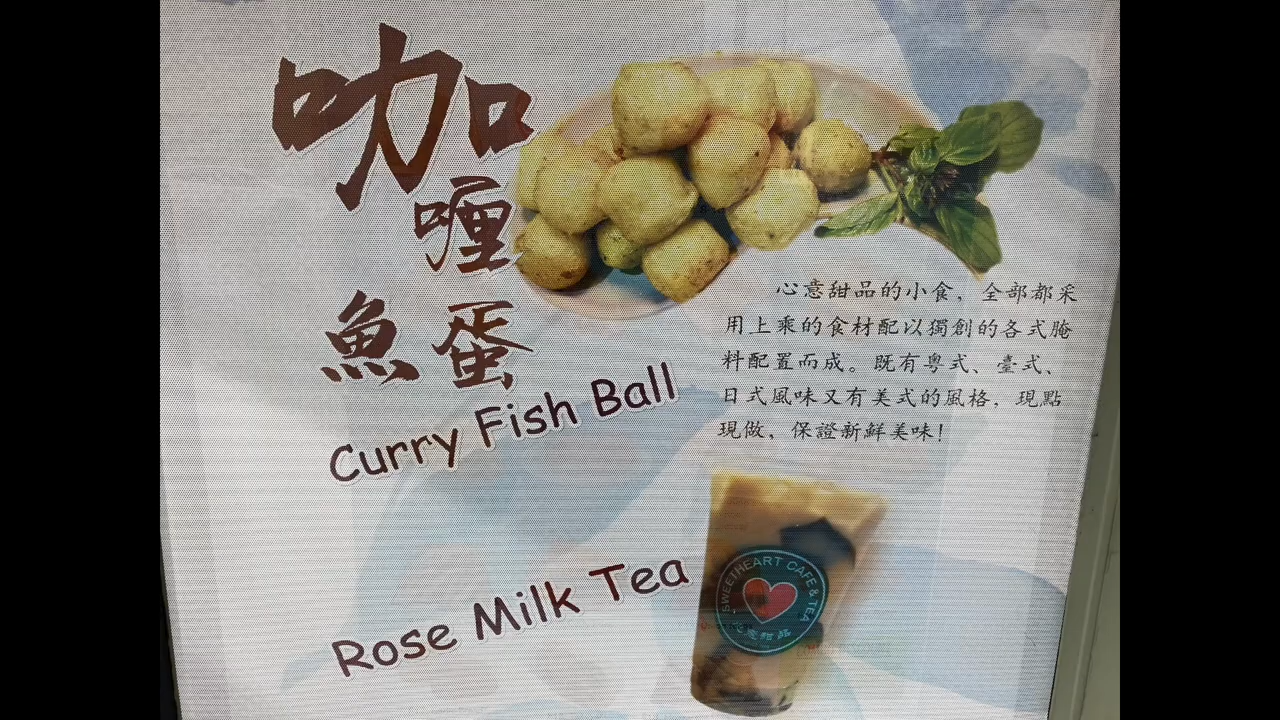 咖
喱
魚蛋
Curry Fish Ball
心意甜品的小食，全部都采
用上乘的食材配以獨創的各式腌
料配置而成。既有粵式、臺式、
日式風味又有美式的風格，現點
現做，保證新鮮美味！
Rose Milk Tea
SWEETHEART CAFE & TEA
心意甜品